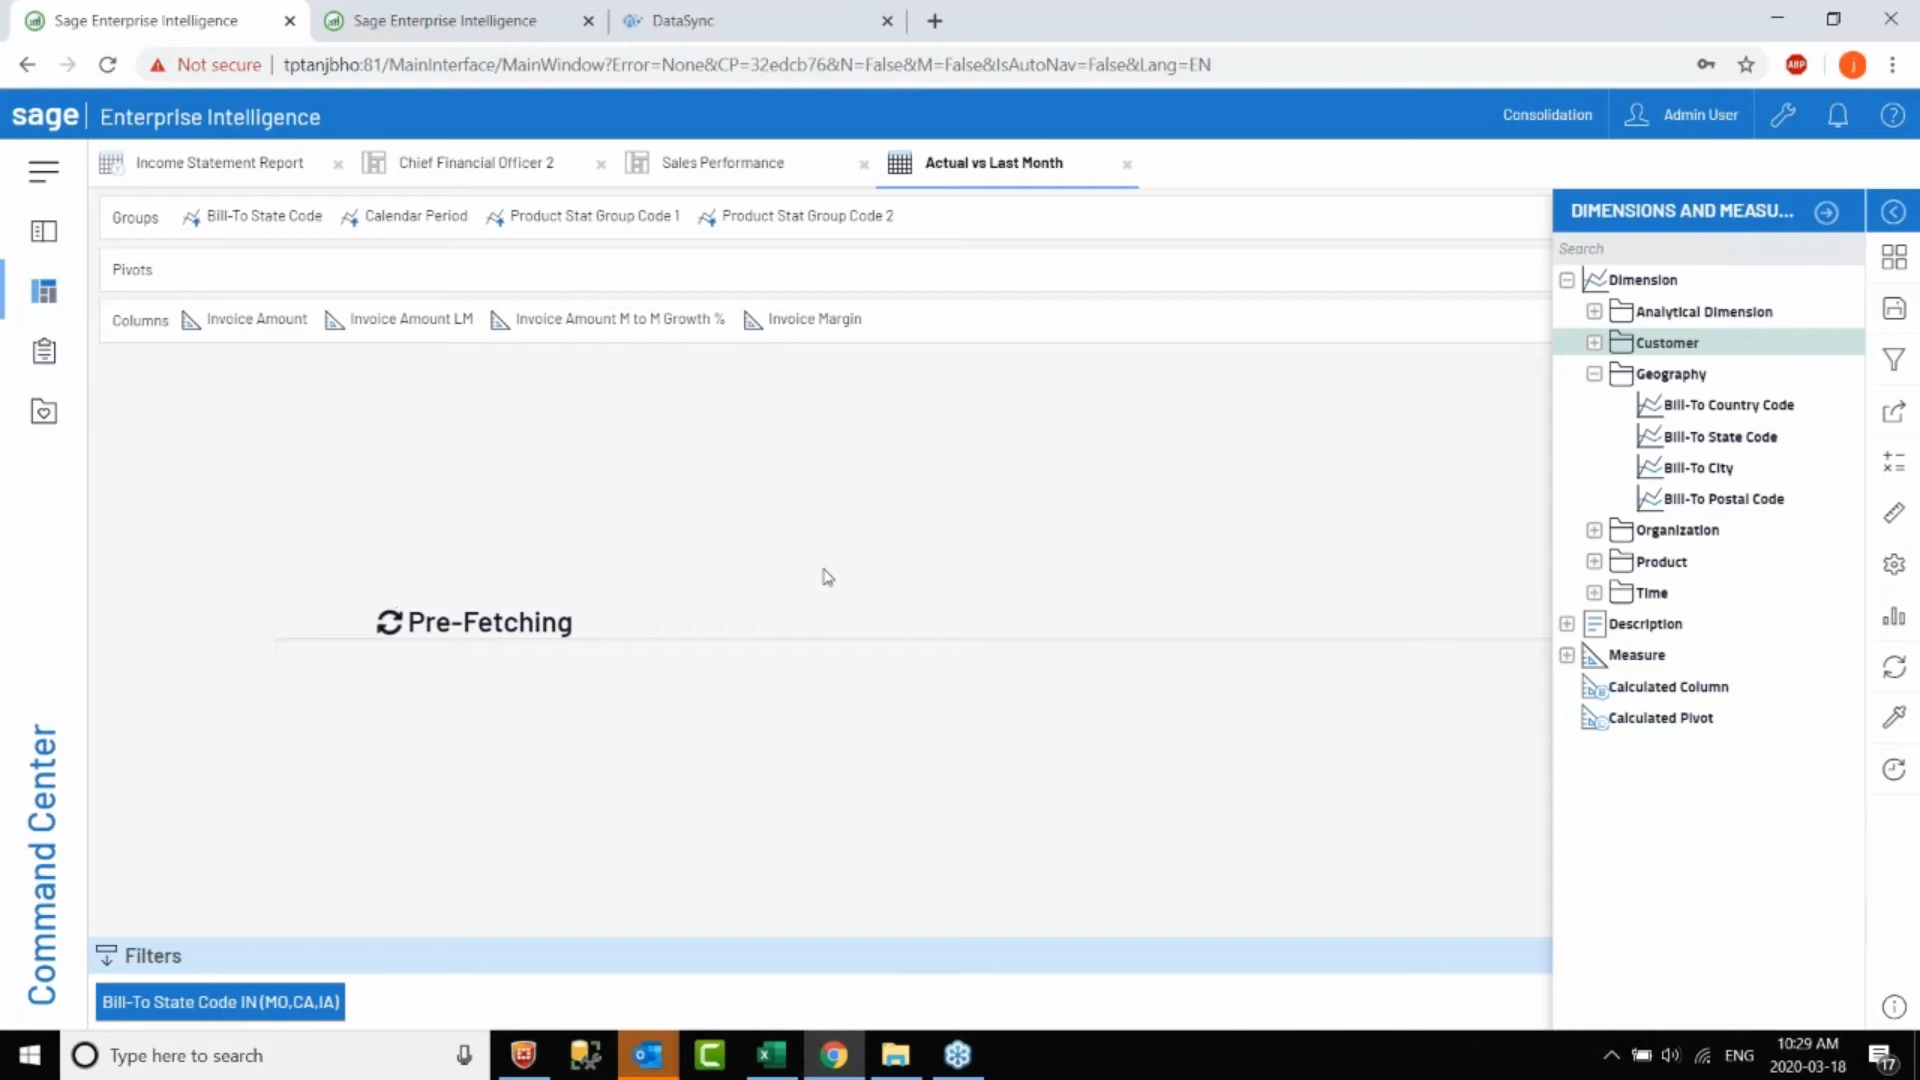 Sage Enterprise Intelligence
Sage Enterprise Intelligence
DataSync
Not secure
tptanjbho:81/MainInterface/MainWindow?Error=None&CP=32edcb76&N=False&M=False&IsAutoNav=False&Lang=EN
ABP
j
sage
Enterprise Intelligence
Consolidation
Admin User
Income Statement Report
Chief Financial Officer 2
Sales Performance
Actual vs Last Month
Groups
Bill-To State Code
Calendar Period
Product Stat Group Code 1
Product Stat Group Code 2
Pivots
Columns
Invoice Amount
Invoice Amount LM
Invoice Amount M to M Growth %
Invoice Margin
Pre-Fetching
DIMENSIONS AND MEASU...
Search
Dimension
Analytical Dimension
Customer
Geography
Bill-To Country Code
Bill-To State Code
Bill-To City
Bill-To Postal Code
Organization
Product
Time
Description
Measure
Calculated Column
Calculated Pivot
Command Center
Filters
Bill-To State Code IN (MO,CA,IA)
Type here to search
ENG
10:29 AM
2020-03-18
17